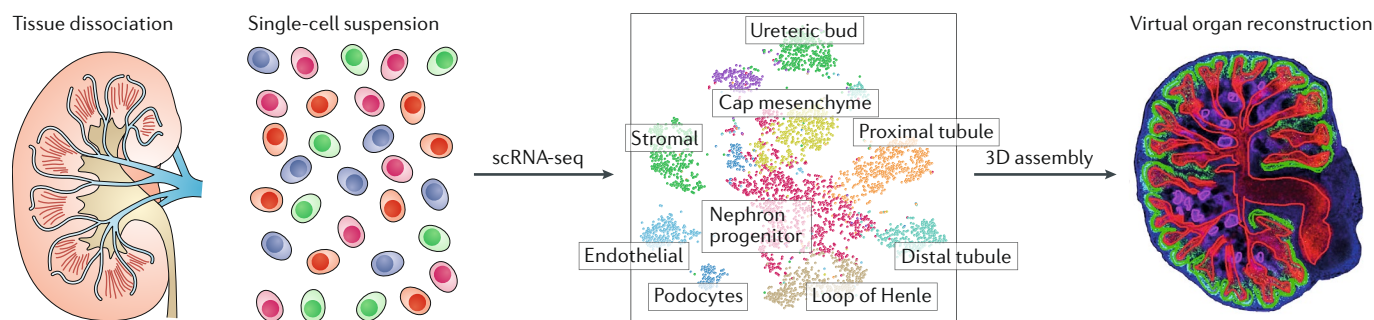 Tissue dissociation
Single-cell suspension
Virtual organ reconstruction
Ureteric bud
Cap mesenchyme
Stromal
Proximal tubule
scRNA-seq
3D assembly
Nephron
progenitor
Endothelial
Distal tubule
Podocytes
Loop of Henle